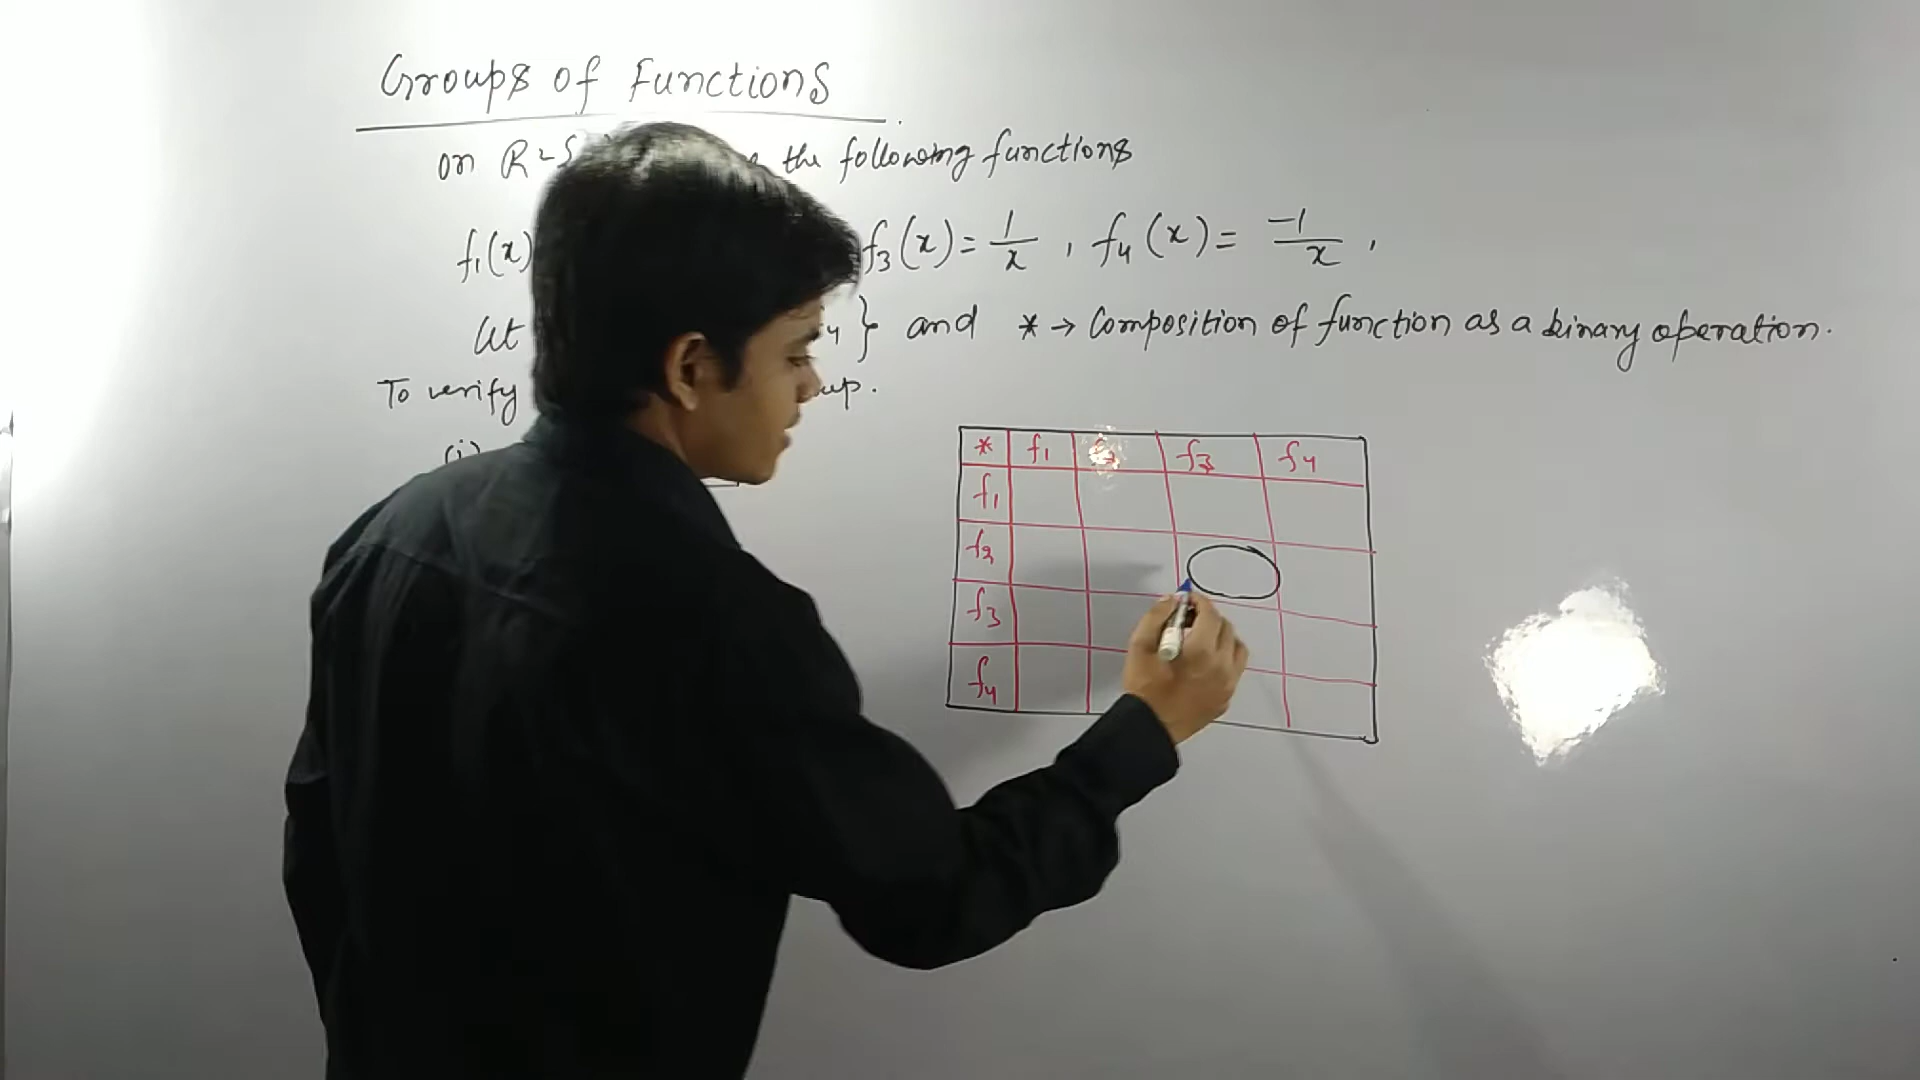 Groups of Functions
on R-{ the following functions
f₁(x) f₃(x) = 1/x , f₄(x) = -1/x ,
Let ₄} and * → Composition of function as a binary operation.
To verify up.
(i)
* f₁ f₂ f₃ f₄
f₁
f₂
f₃
f₄